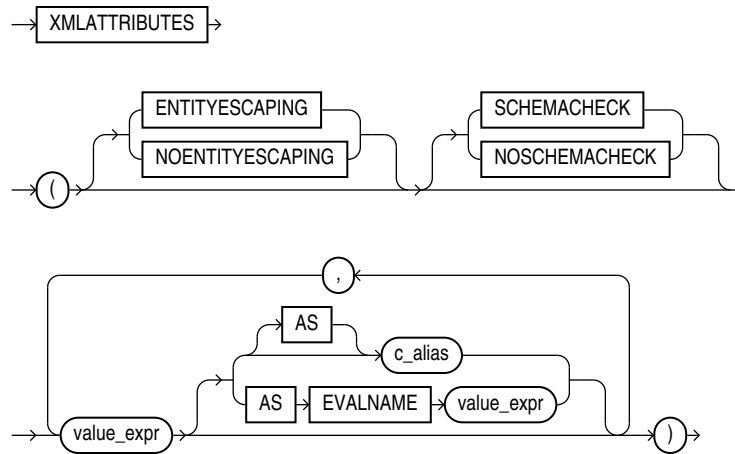 XMLATTRIBUTES
ENTITYESCAPING SCHEMACHECK
NOENTITYESCAPING NOSCHEMACHECK
(
,
AS
c_alias
AS EVALNAME value_expr
value_expr )